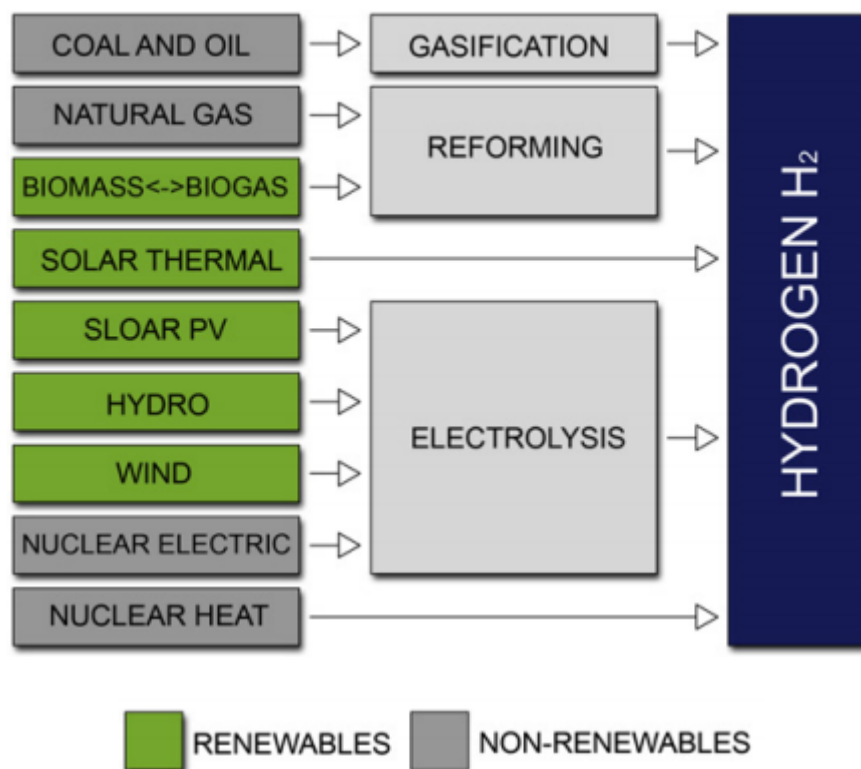 COAL AND OIL
GASIFICATION
NATURAL GAS
REFORMING
BIOMASS<->BIOGAS
SOLAR THERMAL
SLOAR PV
HYDRO
ELECTROLYSIS
WIND
NUCLEAR ELECTRIC
NUCLEAR HEAT
HYDROGEN H₂
RENEWABLES
NON-RENEWABLES